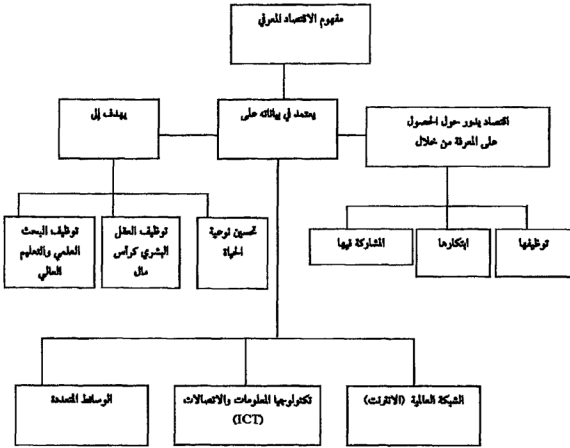 مفهوم الاقتصاد المعرفي
اقتصاد يدور حول الحصول
على المعرفة من خلال
يعتمد في بياناته على
يهدف إلى
توظيفها
ابتكارها
المشاركة فيها
تحسين نوعية
الحياة
توظيف العقل
البشري كرأس
مال
توظيف البحث
العلمي والتعليم
العالي
الشبكة العالمية (الانترنت)
تكنولوجيا المعلومات والاتصالات
(ICT)
الوسائط المتعددة